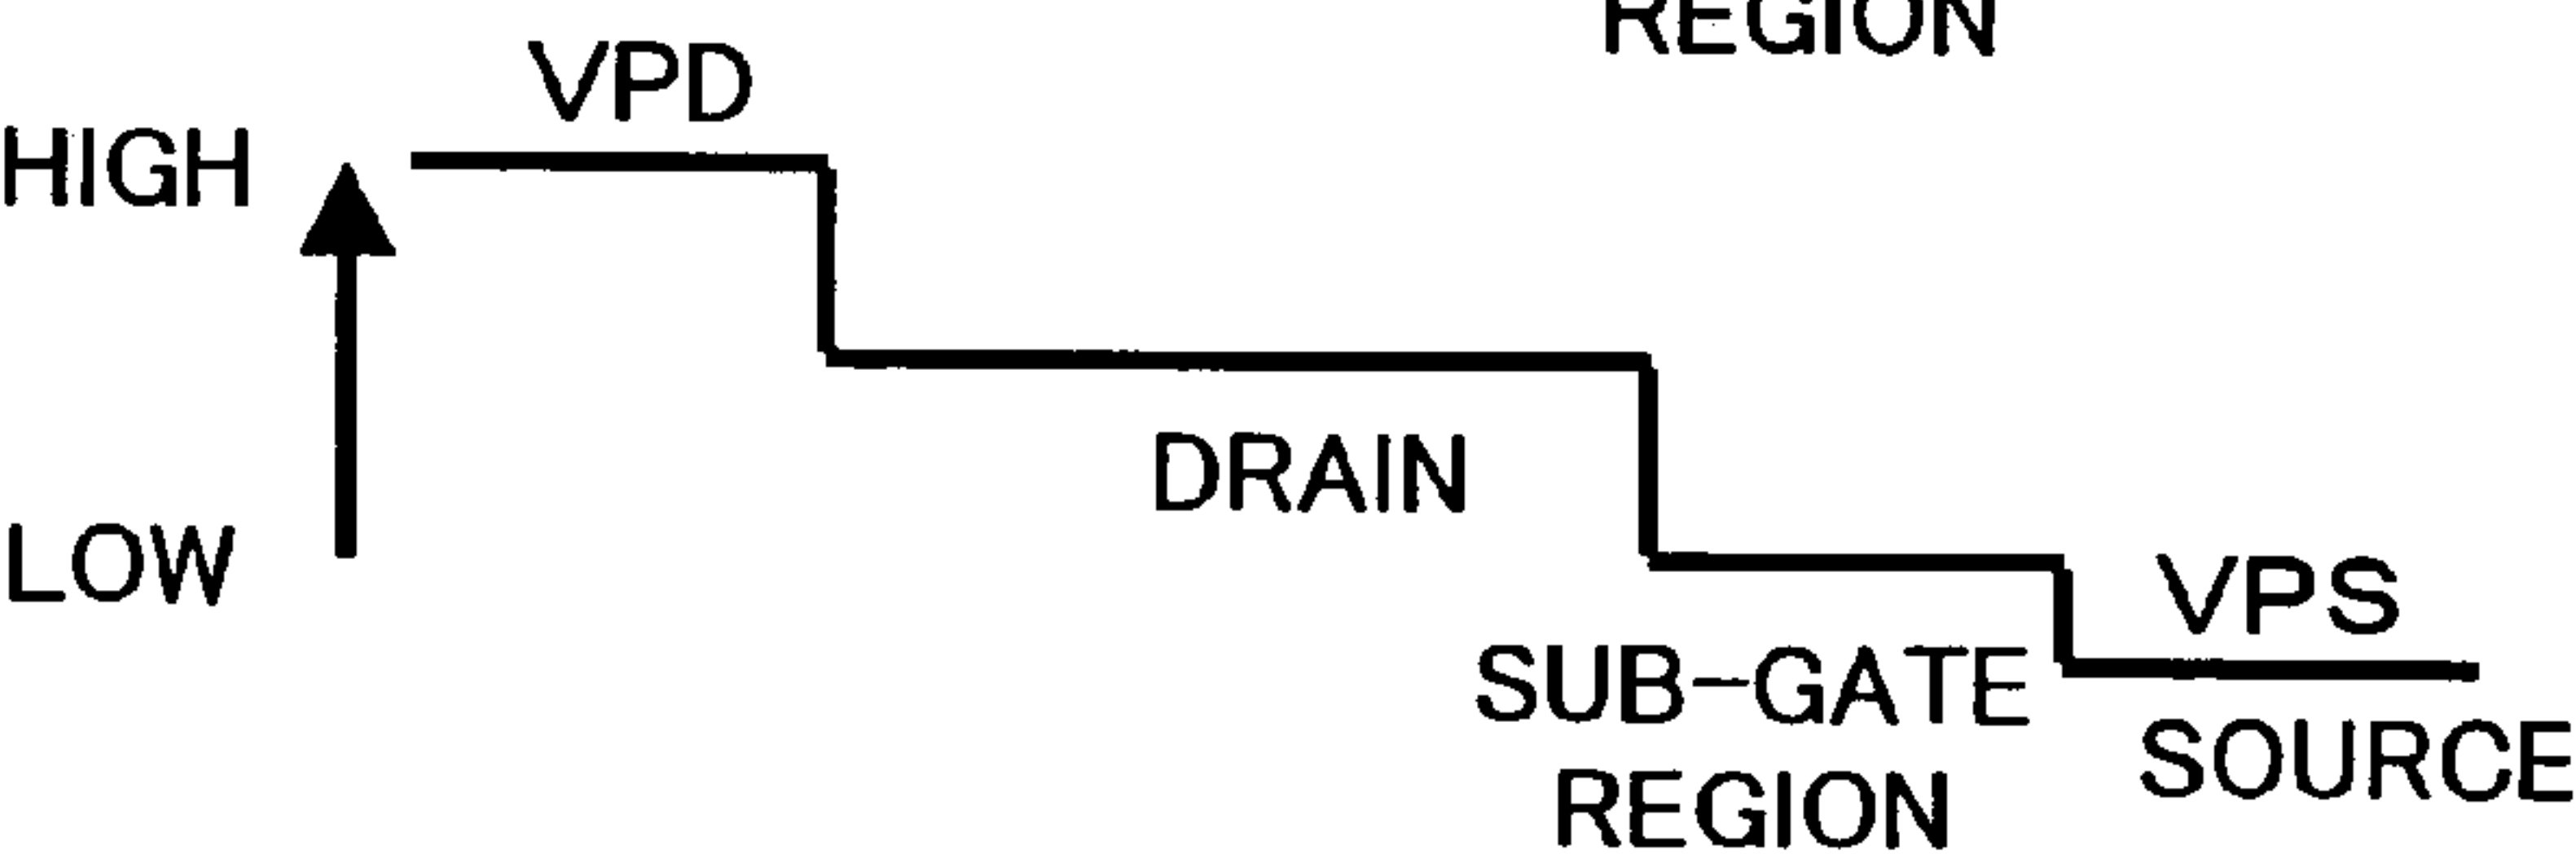 REGION
VPD
HIGH
DRAIN
LOW
VPS
SUB-GATE
REGION
SOURCE